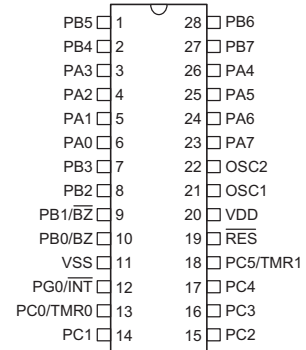 PB5 1 28 PB6
PB4 2 27 PB7
PA3 3 26 PA4
PA2 4 25 PA5
PA1 5 24 PA6
PA0 6 23 PA7
PB3 7 22 OSC2
PB2 8 21 OSC1
PB1/B̅Z̅ 9 20 VDD
PB0/BZ 10 19 R̅E̅S̅
VSS 11 18 PC5/TMR1
PG0/I̅N̅T̅ 12 17 PC4
PC0/TMR0 13 16 PC3
PC1 14 15 PC2